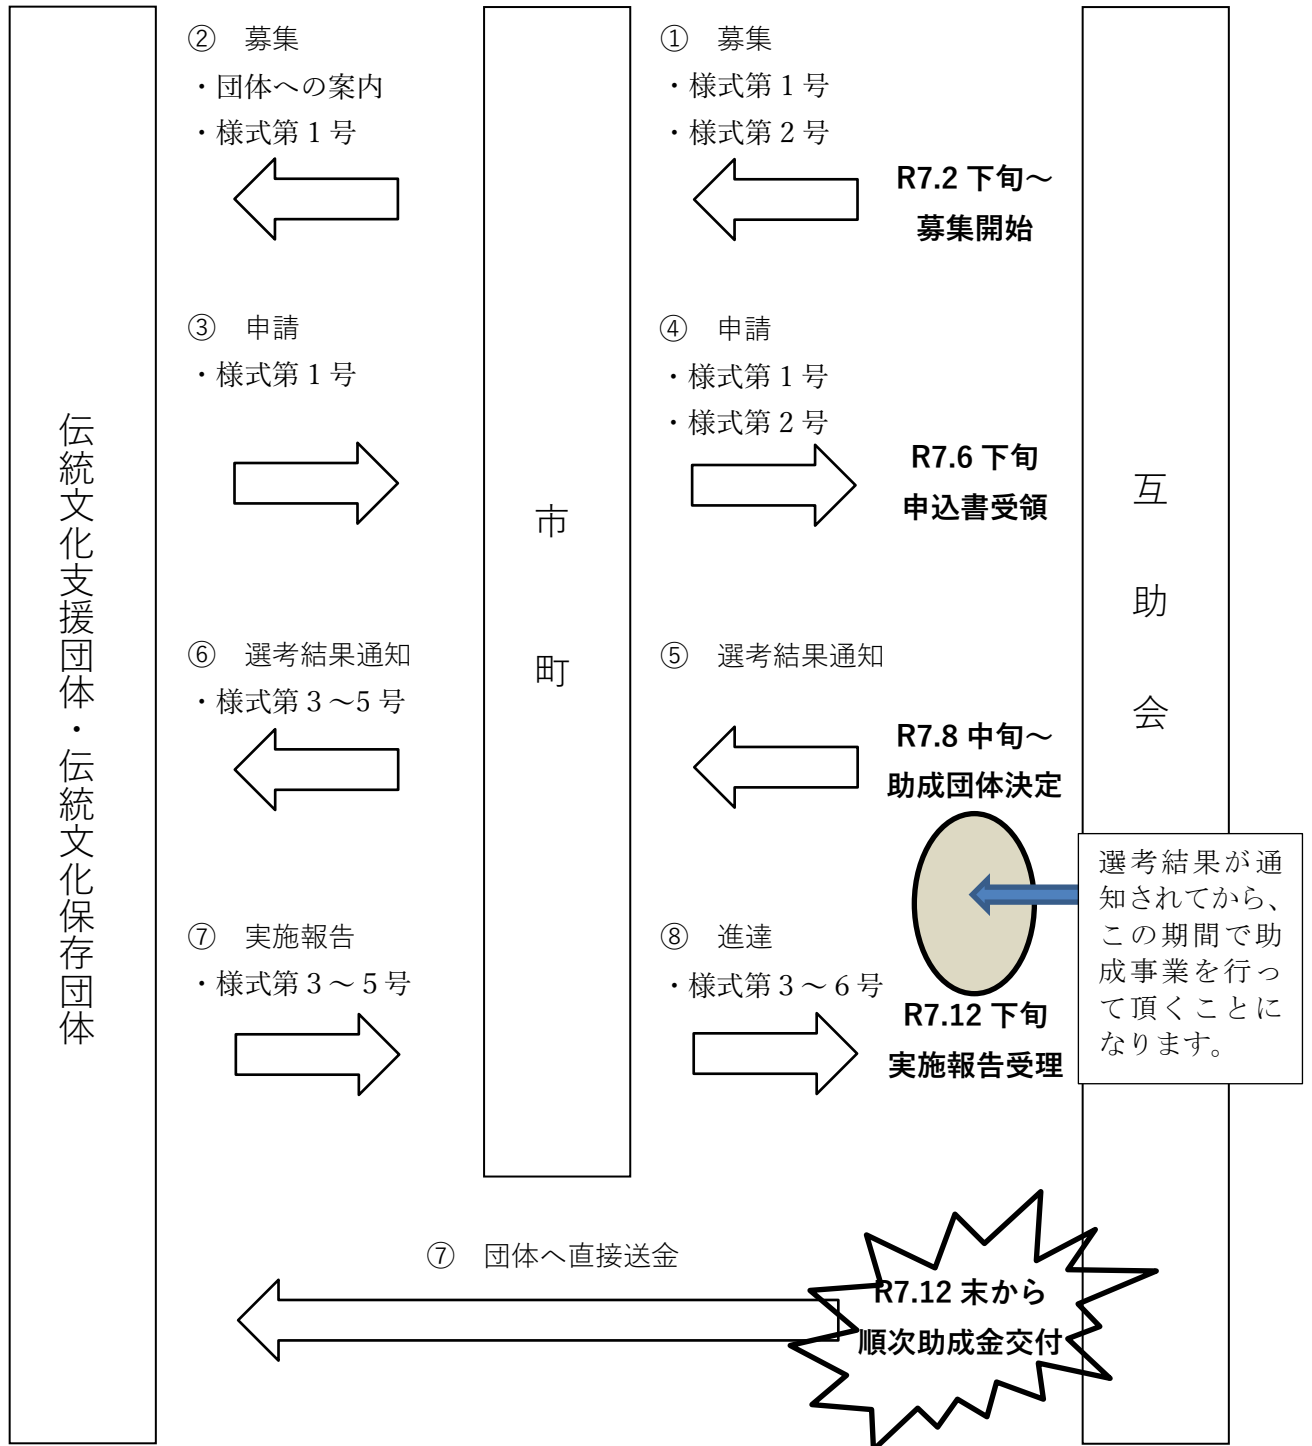 ② 募集
・団体への案内
・様式第1号
① 募集
・様式第1号
・様式第2号
R7.2 下旬～
募集開始
③ 申請
・様式第1号
④ 申請
・様式第1号
・様式第2号
R7.6 下旬
申込書受領
伝統文化支援団体・伝統文化保存団体
市町
互助会
⑥ 選考結果通知
・様式第3～5号
⑤ 選考結果通知
R7.8 中旬～
助成団体決定
選考結果が通
知されてから、
この期間で助
成事業を行っ
て頂くことに
なります。
⑦ 実施報告
・様式第3～5号
⑧ 進達
・様式第3～6号
R7.12 下旬
実施報告受理
⑦ 団体へ直接送金
R7.12 末から
順次助成金交付